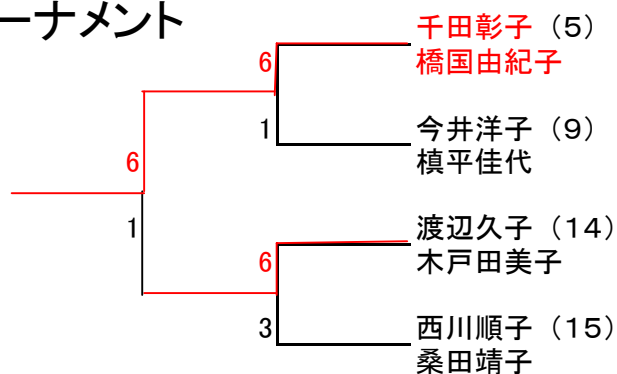 ーナメント
千田彰子（5）
橋国由紀子
6
1
今井洋子（9）
槙平佳代
6
1
渡辺久子（14）
木戸田美子
6
3
西川順子（15）
桑田靖子